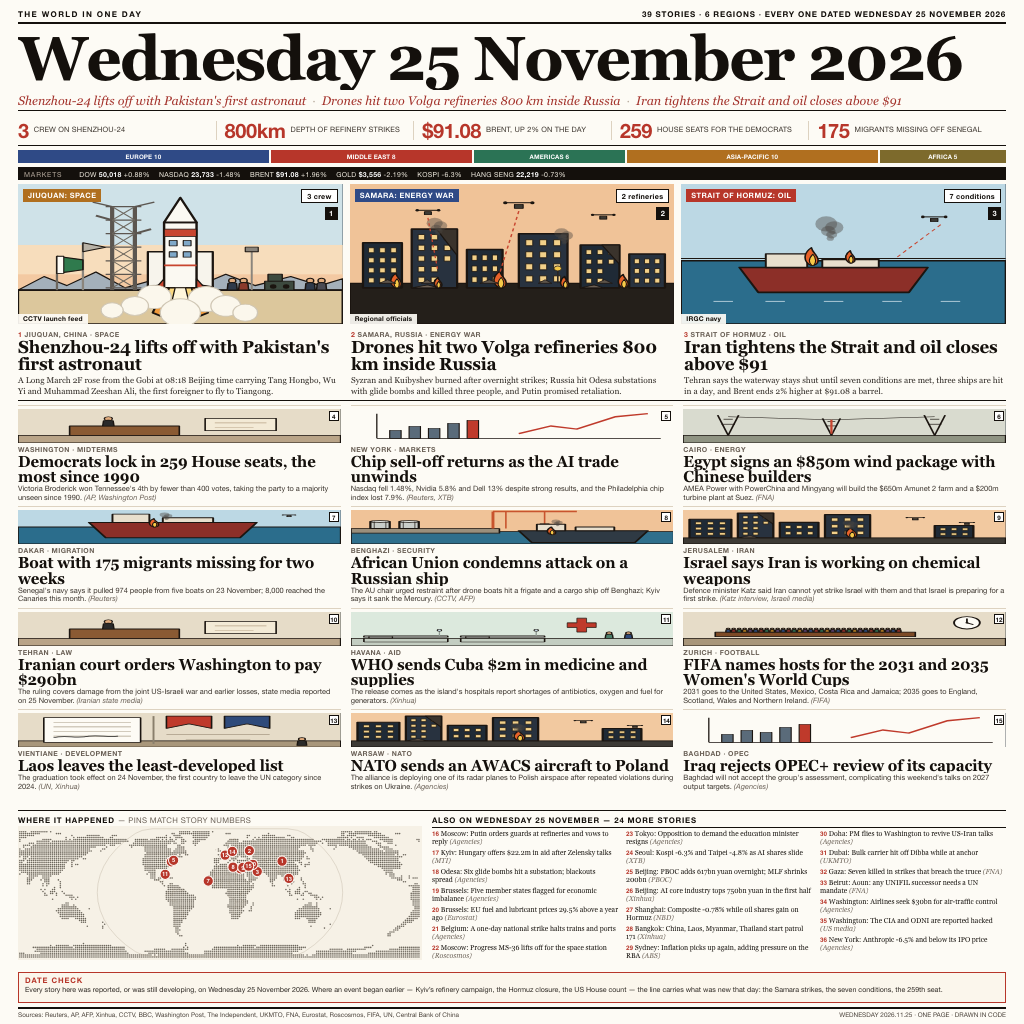 THE WORLD IN ONE DAY
39 STORIES · 6 REGIONS · EVERY ONE DATED WEDNESDAY 25 NOVEMBER 2026
Wednesday 25 November 2026
Shenzhou-24 lifts off with Pakistan's first astronaut · Drones hit two Volga refineries 800 km inside Russia · Iran tightens the Strait and oil closes above $91
3 CREW ON SHENZHOU-24
800km DEPTH OF REFINERY STRIKES
$91.08 BRENT, UP 2% ON THE DAY
259 HOUSE SEATS FOR THE DEMOCRATS
175 MIGRANTS MISSING OFF SENEGAL
EUROPE 10
MIDDLE EAST 8
AMERICAS 6
ASIA-PACIFIC 10
AFRICA 5
MARKETS DOW 50,018 +0.88% NASDAQ 23,733 -1.48% BRENT $91.08 +1.96% GOLD $3,556 -2.19% KOSPI -6.3% HANG SENG 22,219 -0.73%
JIUQUAN: SPACE
3 crew
1
CCTV launch feed
SAMARA: ENERGY WAR
2 refineries
2
Regional officials
STRAIT OF HORMUZ: OIL
7 conditions
3
IRGC navy
1 JIUQUAN, CHINA · SPACE
Shenzhou-24 lifts off with Pakistan's
first astronaut
A Long March 2F rose from the Gobi at 08:18 Beijing time carrying Tang Hongbo, Wu
Yi and Muhammad Zeeshan Ali, the first foreigner to fly to Tiangong.
2 SAMARA, RUSSIA · ENERGY WAR
Drones hit two Volga refineries 800
km inside Russia
Syzran and Kuibyshev burned after overnight strikes; Russia hit Odesa substations
with glide bombs and killed three people, and Putin promised retaliation.
3 STRAIT OF HORMUZ · OIL
Iran tightens the Strait and oil closes
above $91
Tehran says the waterway stays shut until seven conditions are met, three ships are hit
in a day, and Brent ends 2% higher at $91.08 a barrel.
4
WASHINGTON · MIDTERMS
Democrats lock in 259 House seats, the
most since 1990
Victoria Broderick won Tennessee's 4th by fewer than 400 votes, taking the party to a majority
unseen since 1990. (AP, Washington Post)
5
NEW YORK · MARKETS
Chip sell-off returns as the AI trade
unwinds
Nasdaq fell 1.48%, Nvidia 5.8% and Dell 13% despite strong results, and the Philadelphia chip
index lost 7.9%. (Reuters, XTB)
6
CAIRO · ENERGY
Egypt signs an $850m wind package with
Chinese builders
AMEA Power with PowerChina and Mingyang will build the $650m Amunet 2 farm and a $200m
turbine plant at Suez. (FNA)
7
DAKAR · MIGRATION
Boat with 175 migrants missing for two
weeks
Senegal's navy says it pulled 974 people from five boats on 23 November; 8,000 reached the
Canaries this month. (Reuters)
8
BENGHAZI · SECURITY
African Union condemns attack on a
Russian ship
The AU chair urged restraint after drone boats hit a frigate and a cargo ship off Benghazi; Kyiv
says it sank the Mercury. (CCTV, AFP)
9
JERUSALEM · IRAN
Israel says Iran is working on chemical
weapons
Defence minister Katz said Iran cannot yet strike Israel with them and that Israel is preparing for a
first strike. (Katz interview, Israeli media)
10
TEHRAN · LAW
Iranian court orders Washington to pay
$290bn
The ruling covers damage from the joint US-Israeli war and earlier losses, state media reported
on 25 November. (Iranian state media)
11
HAVANA · AID
WHO sends Cuba $2m in medicine and
supplies
The release comes as the island's hospitals report shortages of antibiotics, oxygen and fuel for
generators. (Xinhua)
12
ZURICH · FOOTBALL
FIFA names hosts for the 2031 and 2035
Women's World Cups
2031 goes to the United States, Mexico, Costa Rica and Jamaica; 2035 goes to England,
Scotland, Wales and Northern Ireland. (FIFA)
13
VIENTIANE · DEVELOPMENT
Laos leaves the least-developed list
The graduation took effect on 24 November, the first country to leave the UN category since
2024. (UN, Xinhua)
14
WARSAW · NATO
NATO sends an AWACS aircraft to Poland
The alliance is deploying one of its radar planes to Polish airspace after repeated violations during
strikes on Ukraine. (Agencies)
15
BAGHDAD · OPEC
Iraq rejects OPEC+ review of its capacity
Baghdad will not accept the group's assessment, complicating this weekend's talks on 2027
output targets. (Agencies)
WHERE IT HAPPENED — PINS MATCH STORY NUMBERS
5
11
7
14
2
8
15
3
1
13
ALSO ON WEDNESDAY 25 NOVEMBER — 24 MORE STORIES
16 Moscow: Putin orders guards at refineries and vows to
reply (Agencies)
17 Kyiv: Hungary offers $22.2m in aid after Zelensky talks
(MTI)
18 Odesa: Six glide bombs hit a substation; blackouts
spread (Agencies)
19 Brussels: Five member states flagged for economic
imbalance (Agencies)
20 Brussels: EU fuel and lubricant prices 29.5% above a year
ago (Eurostat)
21 Belgium: A one-day national strike halts trains and ports
(Agencies)
22 Moscow: Progress MS-36 lifts off for the space station
(Roscosmos)
23 Tokyo: Opposition to demand the education minister
resigns (Agencies)
24 Seoul: Kospi -6.3% and Taipei -4.8% as AI shares slide
(XTB)
25 Beijing: PBOC adds 617bn yuan overnight; MLF shrinks
200bn (PBOC)
26 Beijing: AI core industry tops 750bn yuan in the first half
(Xinhua)
27 Shanghai: Composite -0.78% while oil shares gain on
Hormuz (NBD)
28 Bangkok: China, Laos, Myanmar, Thailand start patrol
171 (Xinhua)
29 Sydney: Inflation picks up again, adding pressure on the
RBA (ABS)
30 Doha: PM flies to Washington to revive US-Iran talks
(Agencies)
31 Dubai: Bulk carrier hit off Dibba while at anchor
(UKMTO)
32 Gaza: Seven killed in strikes that breach the truce (FNA)
33 Beirut: Aoun: any UNIFIL successor needs a UN
mandate (FNA)
34 Washington: Airlines seek $30bn for air-traffic control
(Agencies)
35 Washington: The CIA and ODNI are reported hacked
(US media)
36 New York: Anthropic -6.5% and below its IPO price
(Agencies)
DATE CHECK
Every story here was reported, or was still developing, on Wednesday 25 November 2026. Where an event began earlier — Kyiv's refinery campaign, the Hormuz closure, the US House count — the line carries what was new that day: the Samara strikes, the seven conditions, the 259th seat.
Sources: Reuters, AP, AFP, Xinhua, CCTV, BBC, Washington Post, The Independent, UKMTO, FNA, Eurostat, Roscosmos, FIFA, UN, Central Bank of China
WEDNESDAY 2026.11.25 · ONE PAGE · DRAWN IN CODE